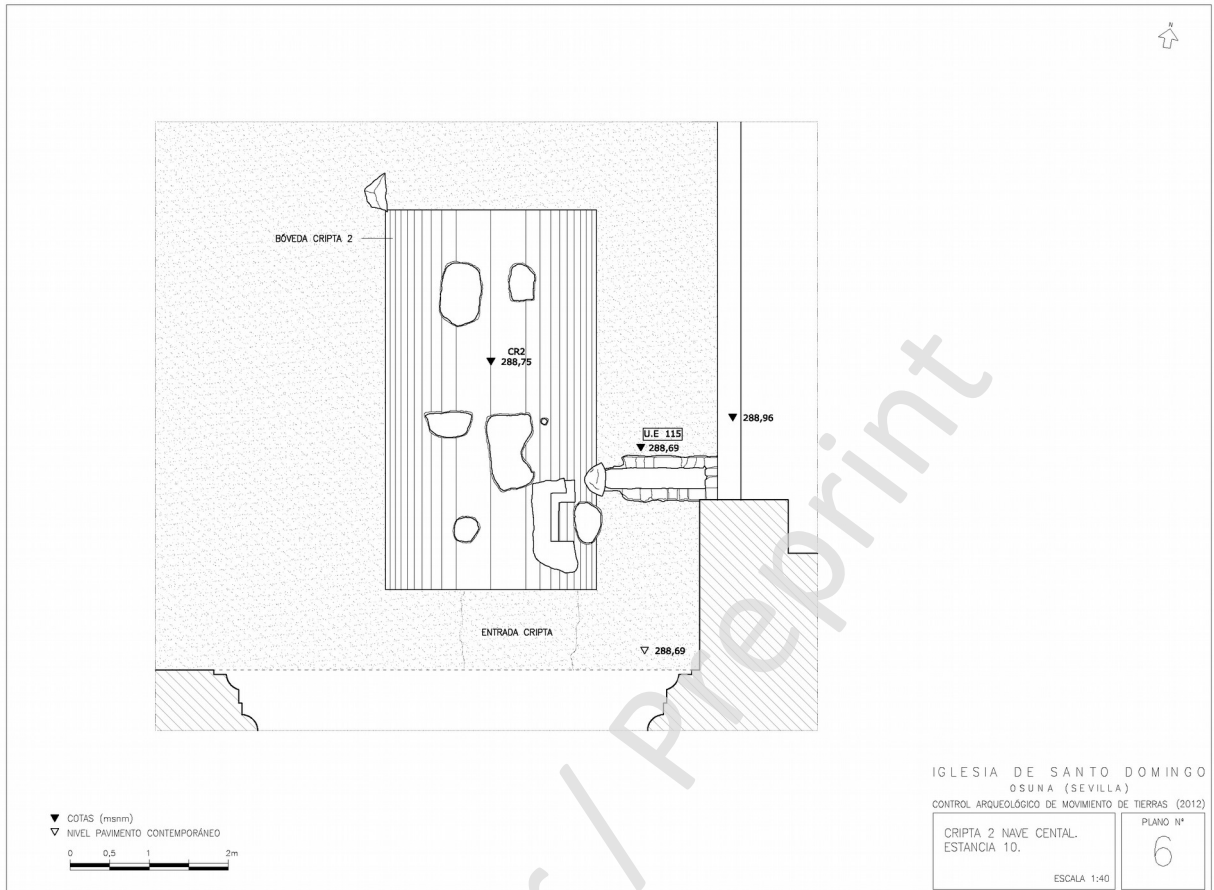 N
BÓVEDA CRIPTA 2
CR2
288,75
288,96
U.E 115
288,69
ENTRADA CRIPTA
288,69
s / Preprint
COTAS (msnm)
NIVEL PAVIMENTO CONTEMPORÁNEO
0 0,5 1 2m
IGLESIA DE SANTO DOMINGO
OSUNA (SEVILLA)
CONTROL ARQUEOLÓGICO DE MOVIMIENTO DE TIERRAS (2012)
CRIPTA 2 NAVE CENTAL.
ESTANCIA 10.
ESCALA 1:40
PLANO Nº
6